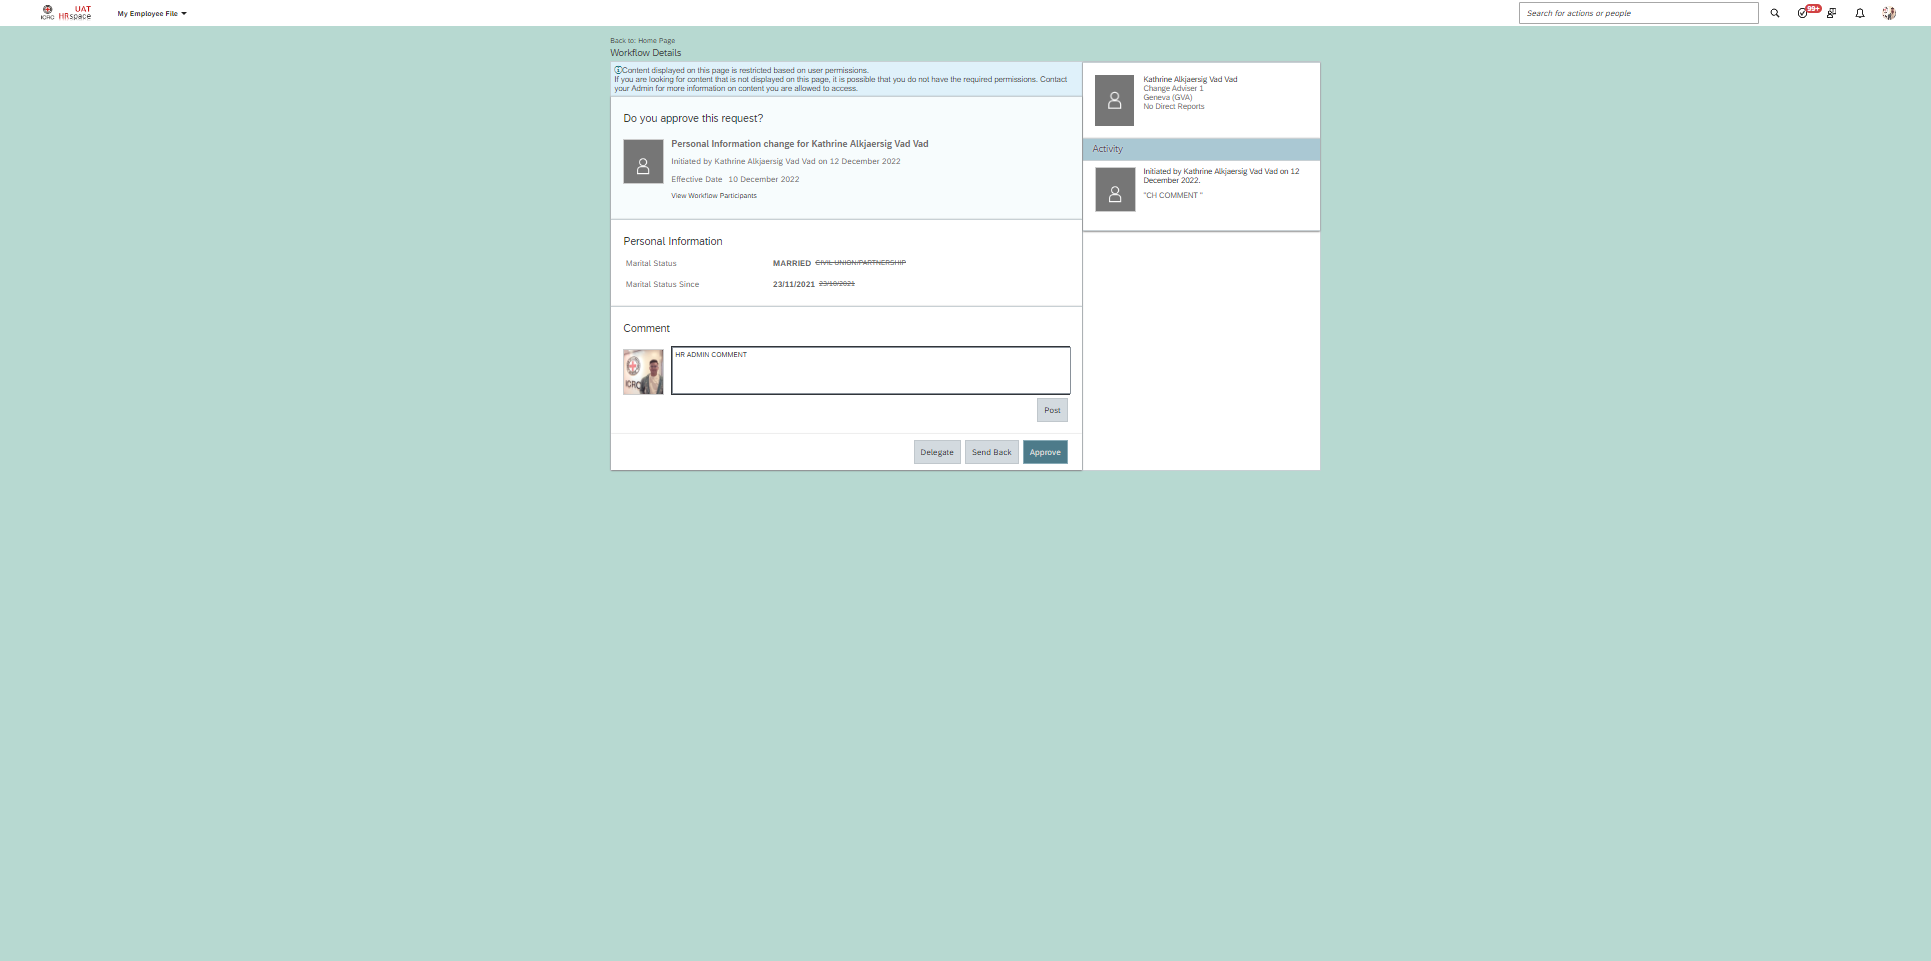 UAT
ICRC HRspace
My Employee File
Search for actions or people
99+
Back to: Home Page
Workflow Details
Content displayed on this page is restricted based on user permissions.
If you are looking for content that is not displayed on this page, it is possible that you do not have the required permissions. Contact
your Admin for more information on content you are allowed to access.
Do you approve this request?
Personal Information change for Kathrine Alkjaersig Vad Vad
Initiated by Kathrine Alkjaersig Vad Vad on 12 December 2022
Effective Date 10 December 2022
View Workflow Participants
Personal Information
Marital Status MARRIED CIVIL UNION/PARTNERSHIP
Marital Status Since 23/11/2021 23/10/2021
Comment
ICRC
HR ADMIN COMMENT
Post
Delegate Send Back Approve
Kathrine Alkjaersig Vad Vad
Change Adviser 1
Geneva (GVA)
No Direct Reports
Activity
Initiated by Kathrine Alkjaersig Vad Vad on 12
December 2022.
"CH COMMENT "